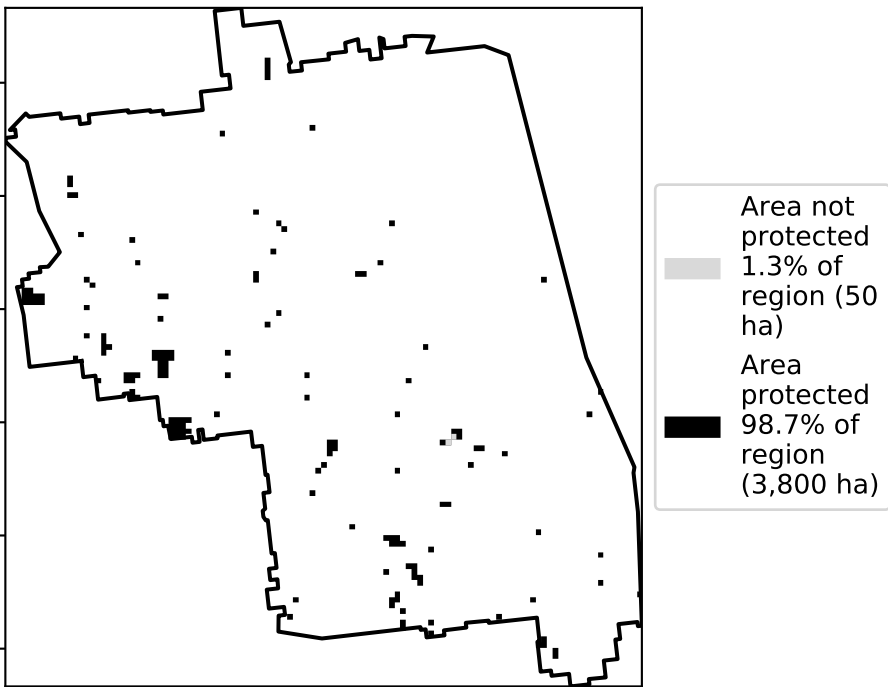 Area not
protected
1.3% of
region (50
ha)
Area
protected
98.7% of
region
(3,800 ha)